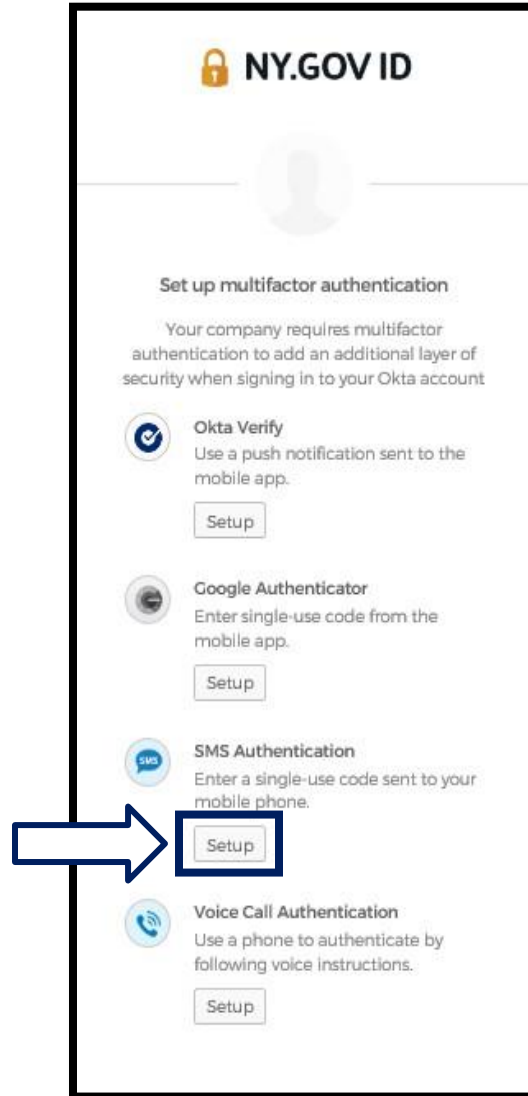 NY.GOV ID
Set up multifactor authentication
Your company requires multifactor
authentication to add an additional layer of
security when signing in to your Okta account
Okta Verify
Use a push notification sent to the
mobile app.
Setup
Google Authenticator
Enter single-use code from the
mobile app.
Setup
SMS
SMS Authentication
Enter a single-use code sent to your
mobile phone.
Setup
Voice Call Authentication
Use a phone to authenticate by
following voice instructions.
Setup